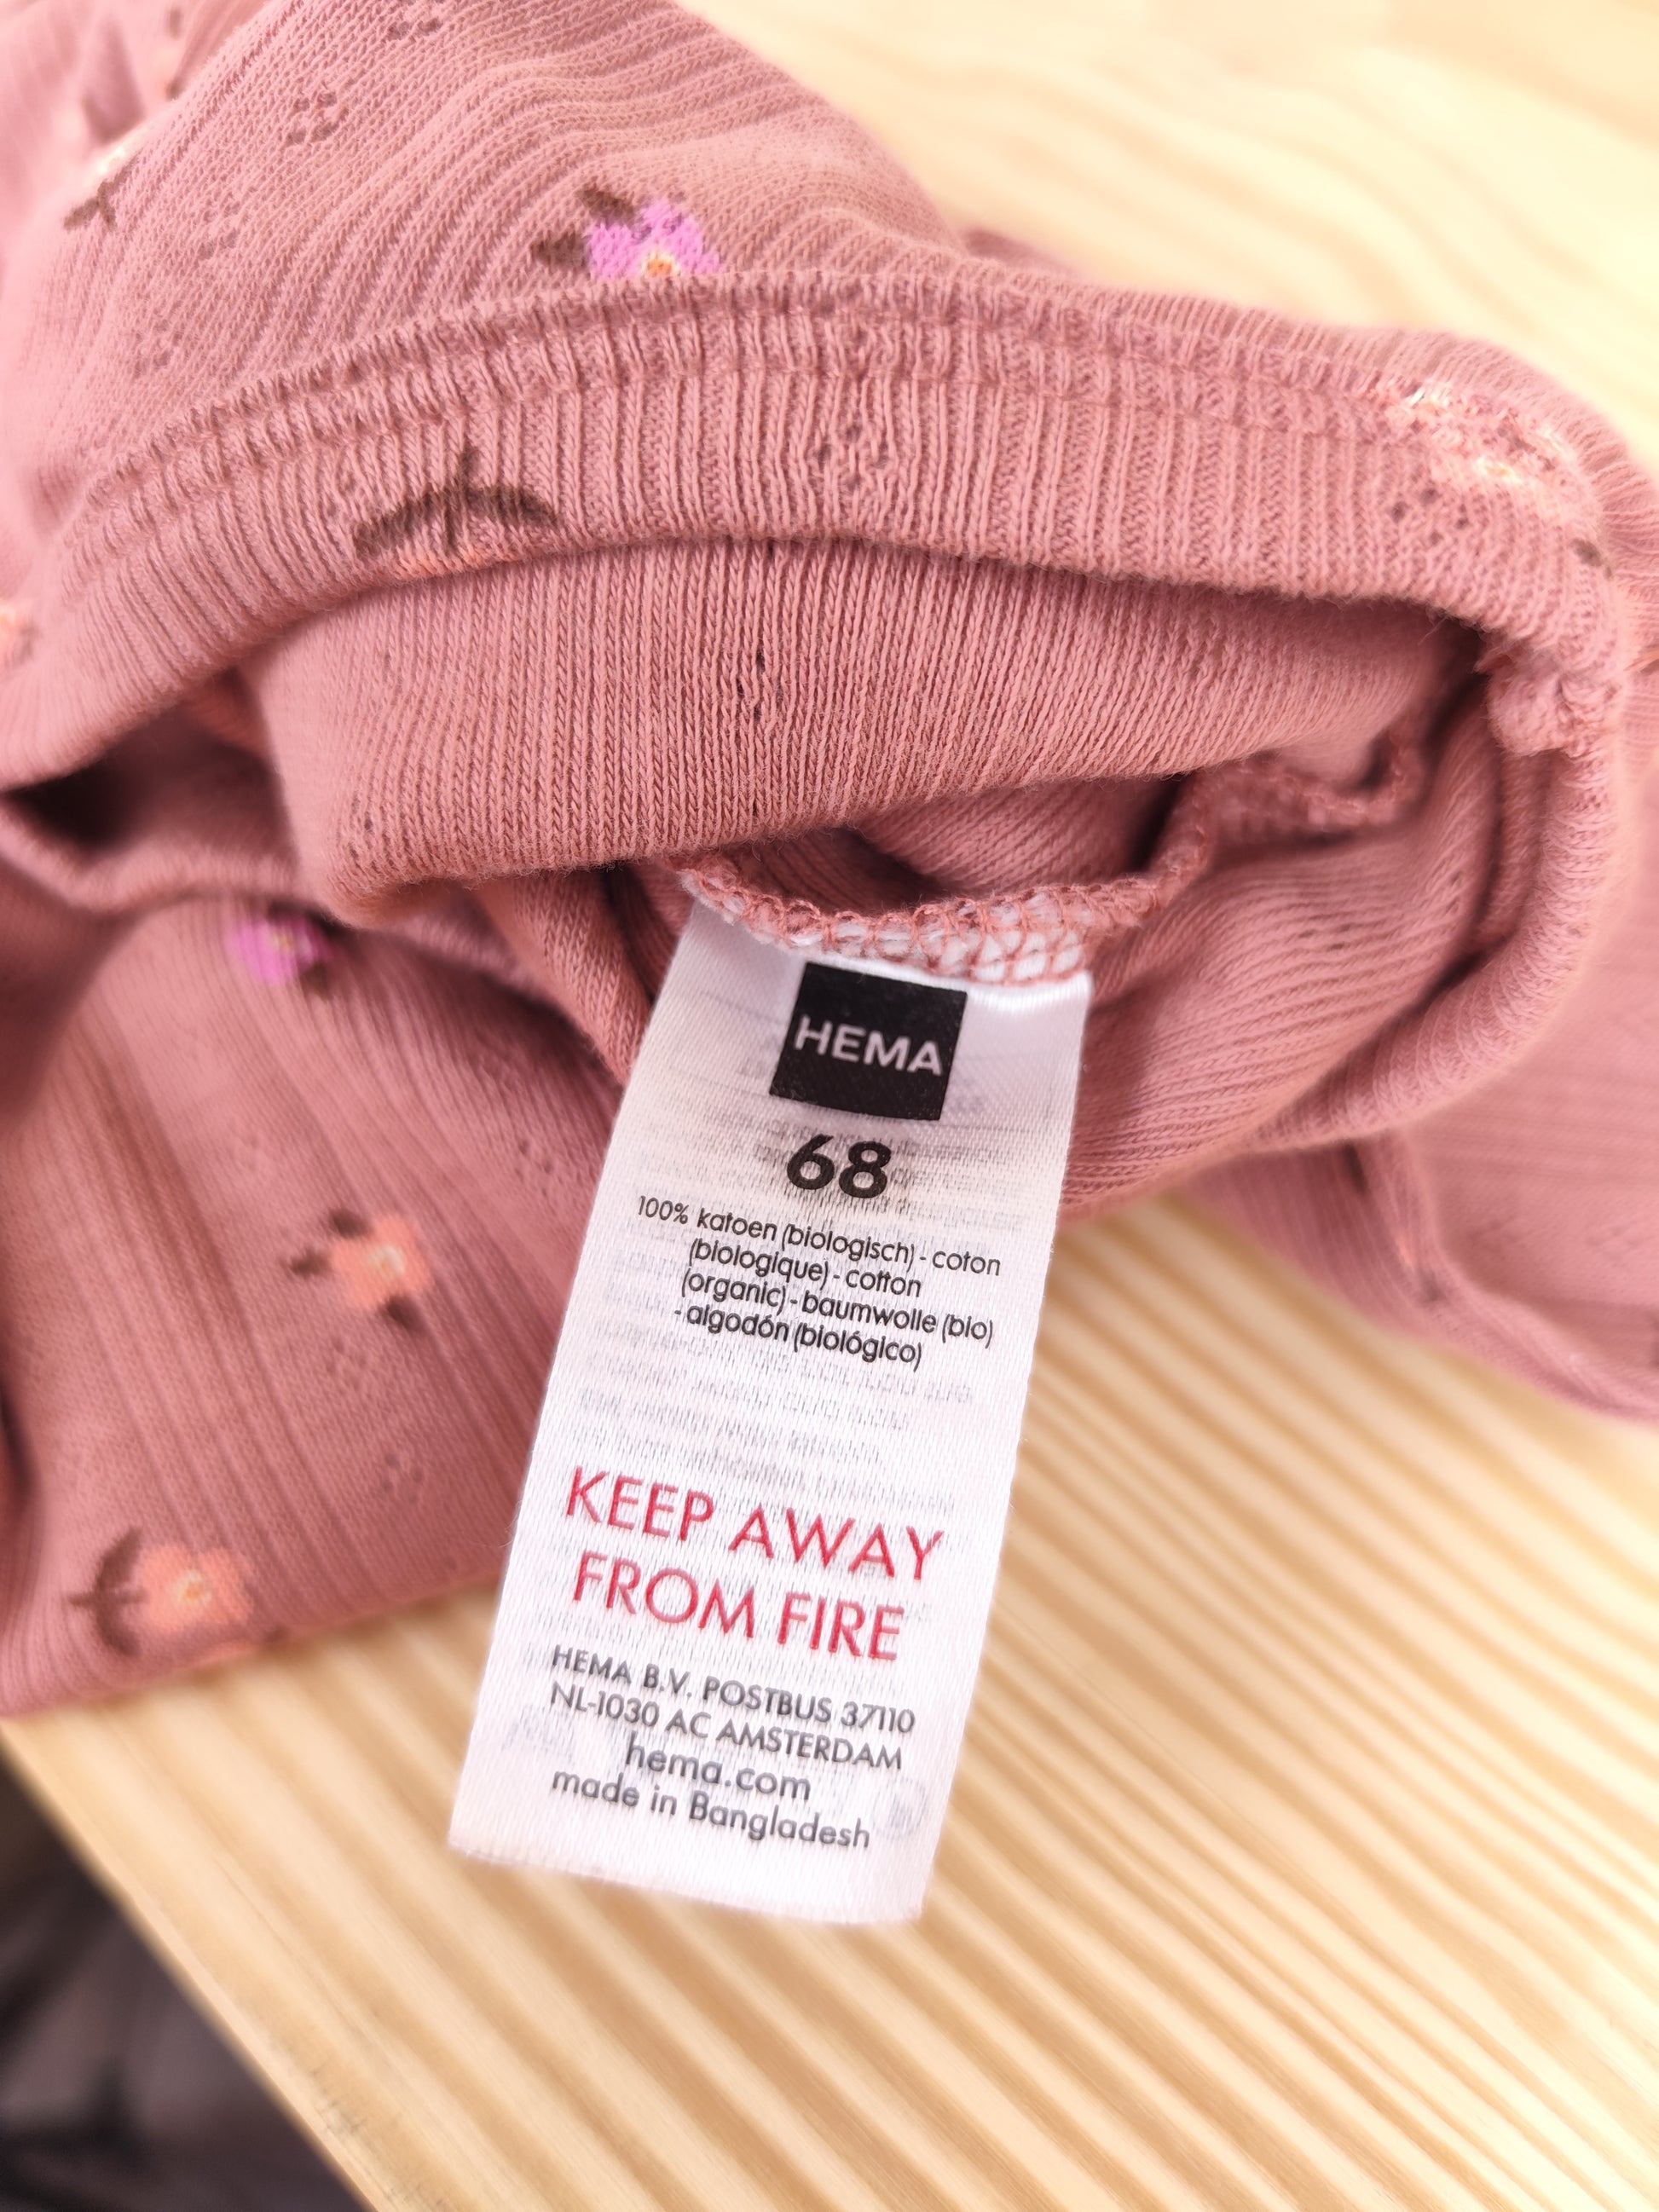 HEMA
68
100% katoen (biologisch) - coton
(biologique) - cotton
(organic) - baumwolle (bio)
- algodón (biológico)
KEEP AWAY
FROM FIRE
HEMA B.V. POSTBUS 37110
NL-1030 AC AMSTERDAM
hema.com
made in Bangladesh